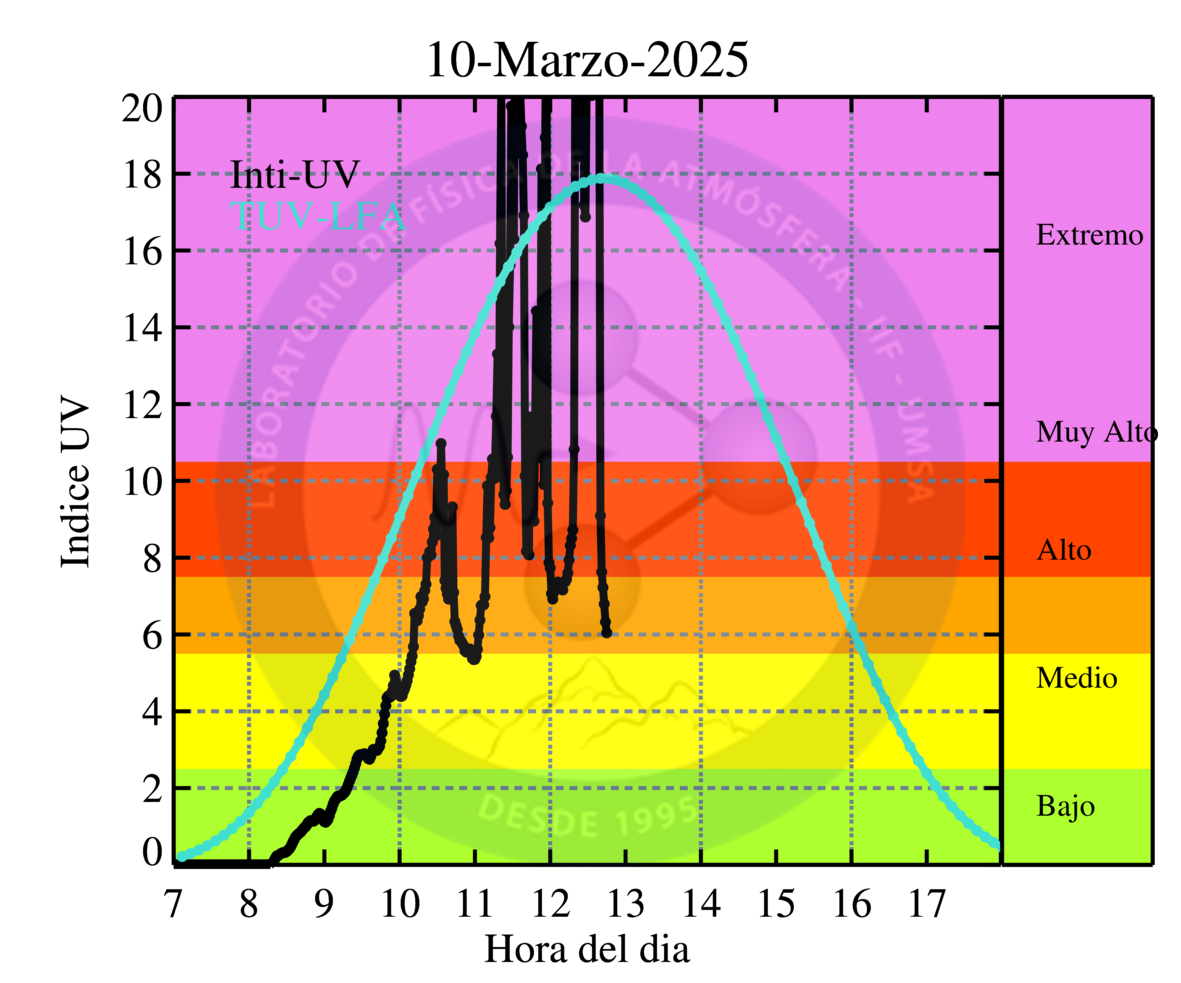 10-Marzo-2025
Inti-UV
TUV-LFA
Indice UV
20
18
16
14
12
10
8
6
4
2
0
7 8 9 10 11 12 13 14 15 16 17
Hora del dia
Extremo
Muy Alto
Alto
Medio
Bajo
LABORATORIO DE FÍSICA DE LA ATMÓSFERA - IIF - UMSA
DESDE 1995